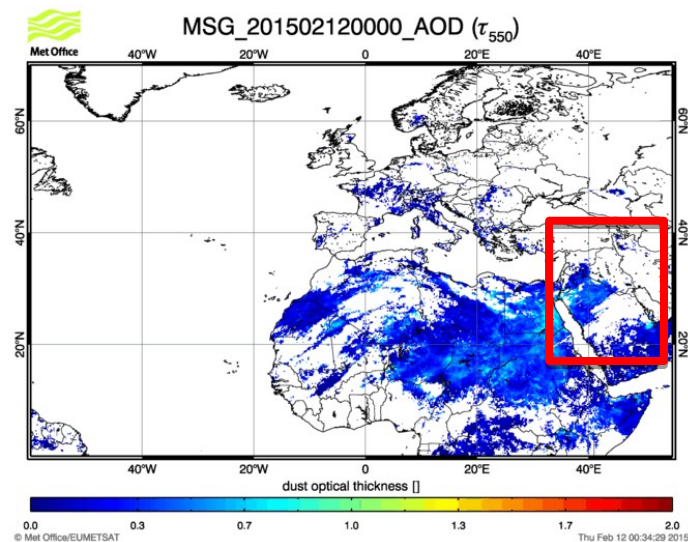 Met Office
MSG_201502120000_AOD (τ550)
40°W 20°W 0 20°E 40°E
60°N 60°N
40°N 40°N
20°N 20°N
40°W 20°W 0 20°E 40°E
dust optical thickness []
0.0 0.3 0.7 1.0 1.3 1.7 2.0
© Met Office/EUMETSAT Thu Feb 12 00:34:29 2015